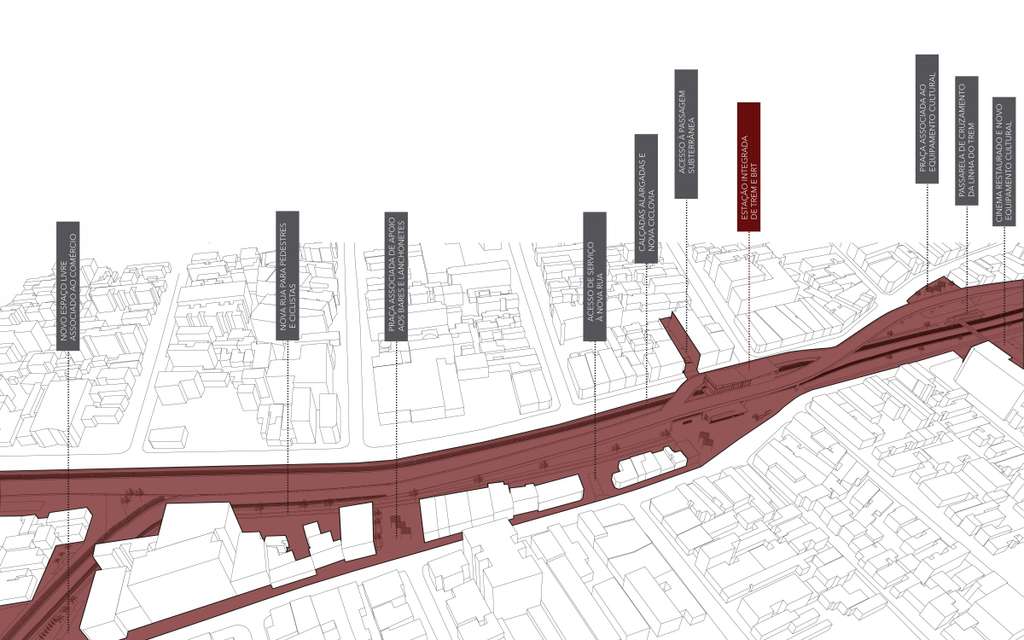 NOVO ESPAÇO LIVRE
ASSOCIADO AO COMÉRCIO
NOVA RUA PARA PEDESTRES
E CICLISTAS
PRAÇA ASSOCIADA DE APOIO
AOS BARES E LANCHONETES
ACESSO DE SERVIÇO
À NOVA RUA
CALÇADAS ALARGADAS E
NOVA CICLOVIA
ACESSO À PASSAGEM
SUBTERRÂNEA
ESTAÇÃO INTEGRADA
DE TREM E BRT
PRAÇA ASSOCIADA AO
EQUIPAMENTO CULTURAL
PASSARELA DE CRUZAMENTO
DA LINHA DO TREM
CINEMA RESTAURADO E NOVO
EQUIPAMENTO CULTURAL